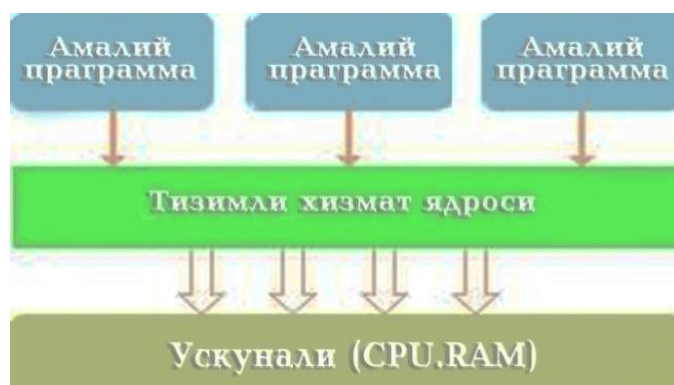 Амалий
праграмма
Амалий
праграмма
Амалий
праграмма
Тизимли хизмат ядроси
Ускунали (CPU.RAM)